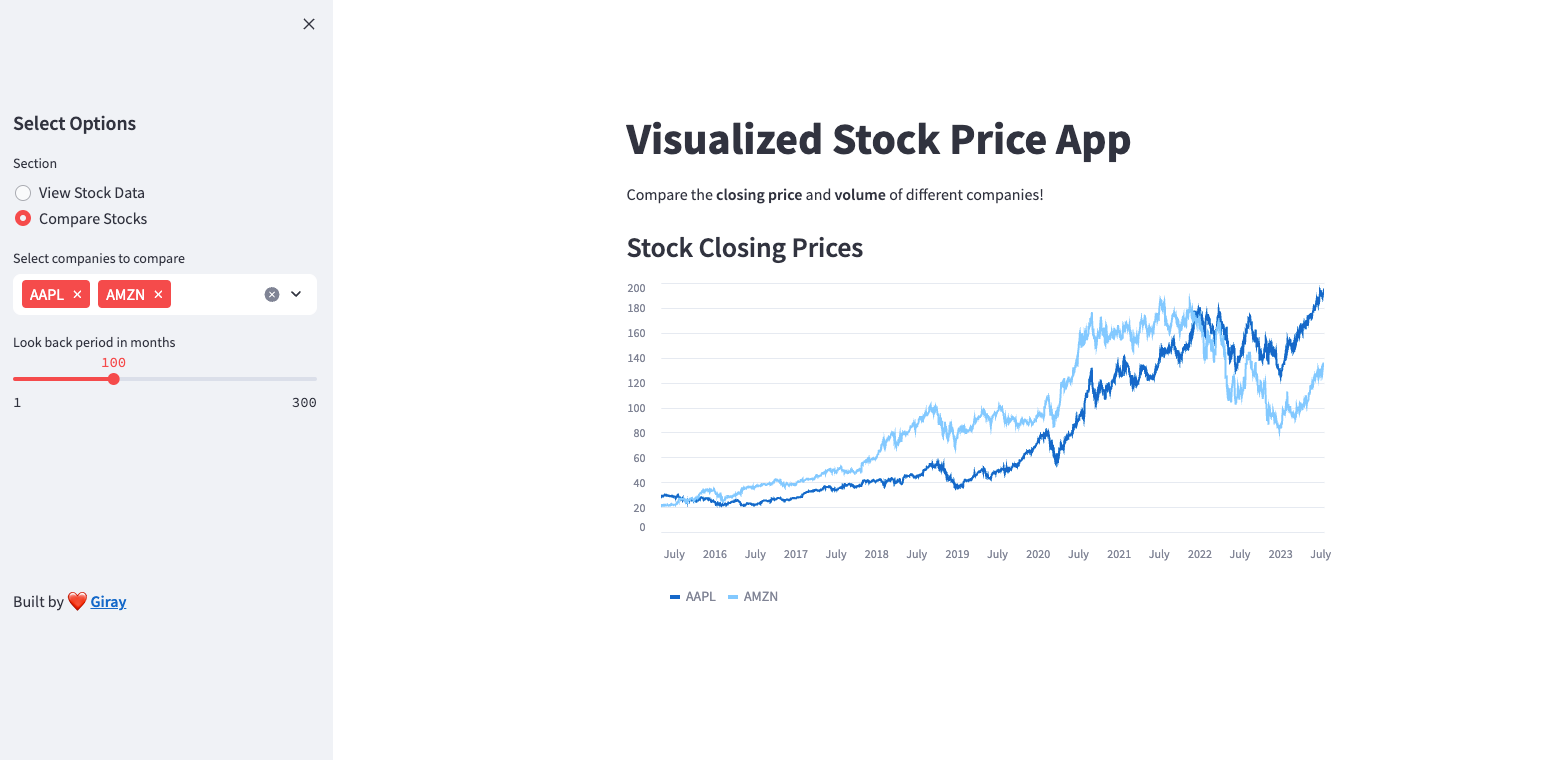 Select Options
Section
View Stock Data
Compare Stocks
Select companies to compare
AAPL AMZN
Look back period in months
100
1 300
Built by ❤️ Giray
Visualized Stock Price App
Compare the closing price and volume of different companies!
Stock Closing Prices
200
180
160
140
120
100
80
60
40
20
0
July 2016 July 2017 July 2018 July 2019 July 2020 July 2021 July 2022 July 2023 July
AAPL AMZN